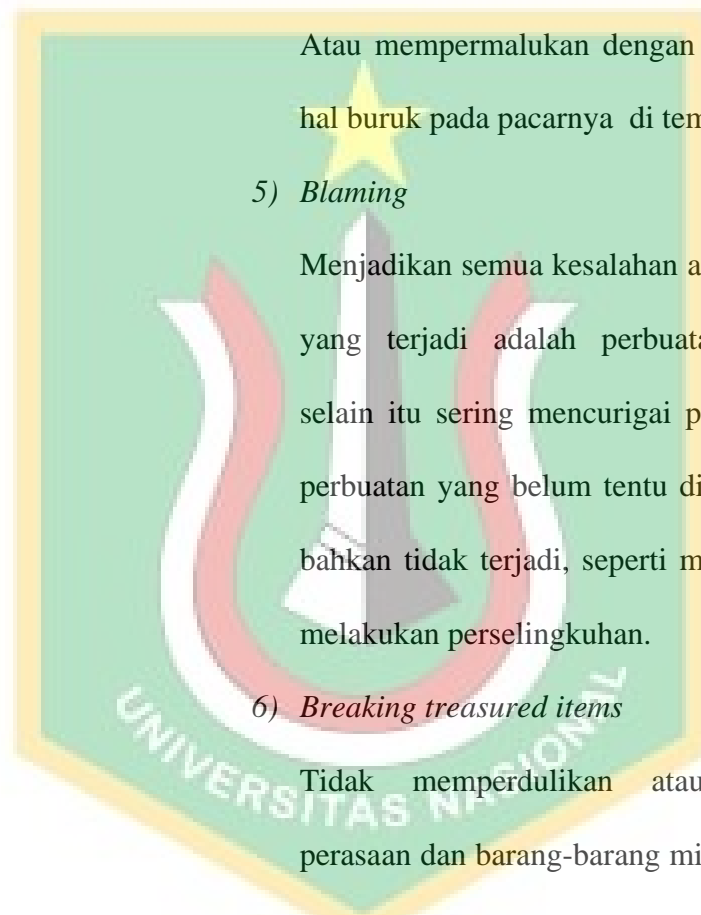 Atau mempermalukan dengan
hal buruk pada pacarnya di tem
5) Blaming
Menjadikan semua kesalahan a
yang terjadi adalah perbuata
selain itu sering mencurigai p
perbuatan yang belum tentu di
bahkan tidak terjadi, seperti m
melakukan perselingkuhan.
6) Breaking treasured items
Tidak memperdulikan atau
perasaan dan barang-barang mi
UNIVERSITAS NASIONAL